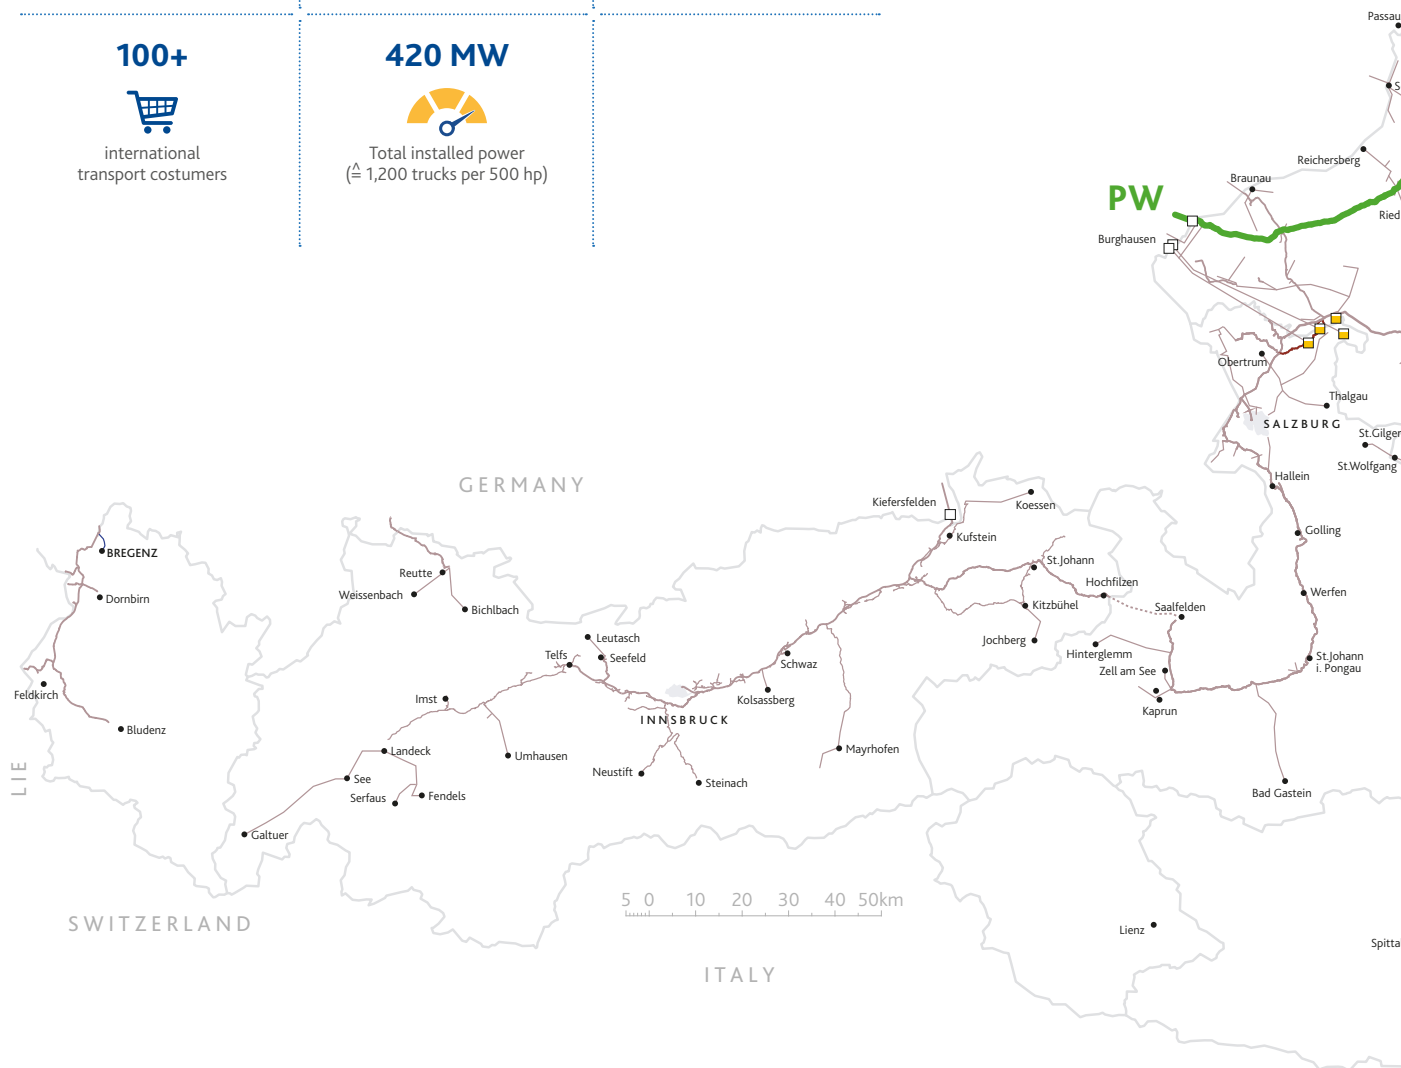 100+
international
transport costumers
420 MW
Total installed power
(≙ 1,200 trucks per 500 hp)
Passau
S
Reichersberg
Braunau
PW
Ried
Burghausen
Obertrum
Thalgau
SALZBURG
St.Gilgen
St.Wolfgang
Hallein
GERMANY
Kiefersfelden
Koessen
Golling
Kufstein
BREGENZ
St.Johann
Reutte
Hochfilzen
Weissenbach
Werfen
Dornbirn
Bichlbach
Kitzbühel
Saalfelden
Leutasch
Jochberg
Telfs
Seefeld
Hinterglemm
Schwaz
St.Johann
i. Pongau
Zell am See
Feldkirch
Imst
Kolsassberg
Kaprun
INNSBRUCK
Bludenz
Landeck
Umhausen
Mayrhofen
LIE
See
Neustift
Steinach
Serfaus
Fendels
Bad Gastein
Galtuer
5 0 10 20 30 40 50km
SWITZERLAND
Lienz
Spitta
ITALY